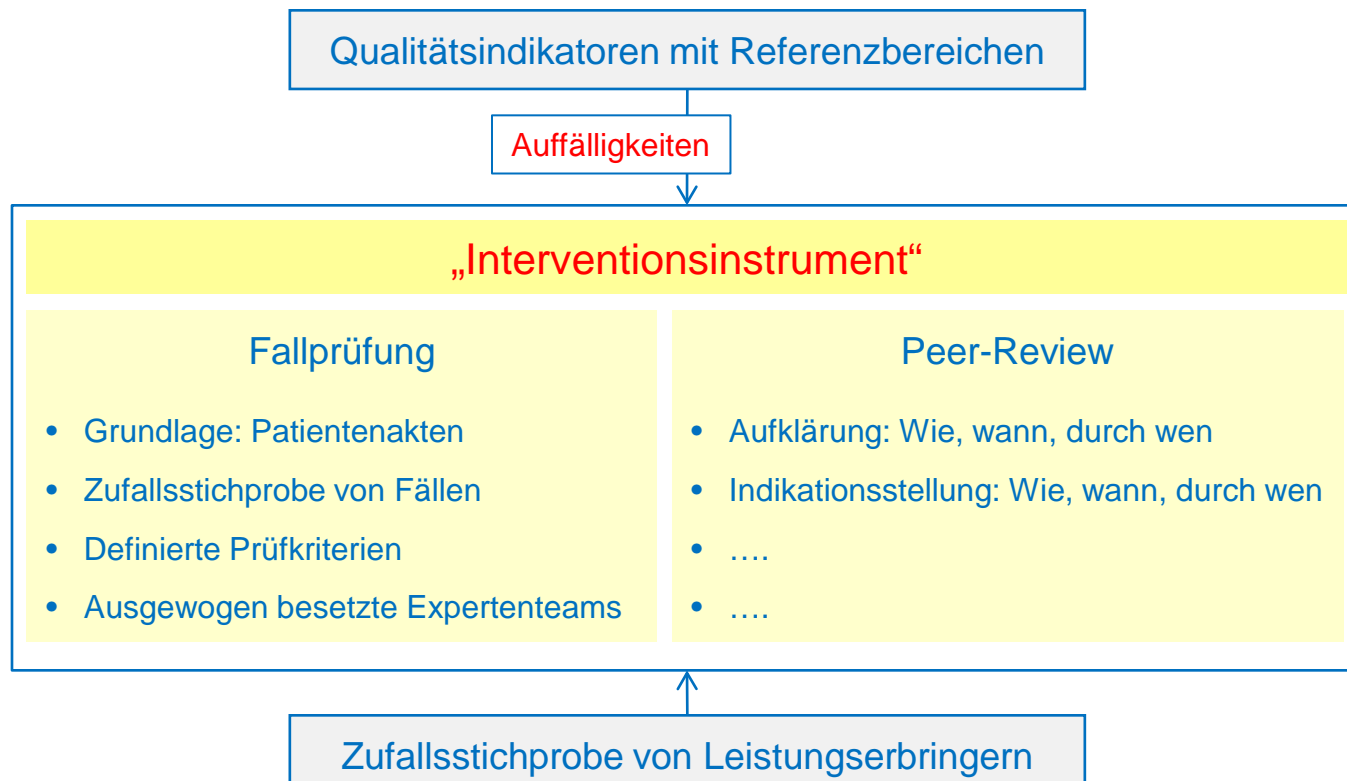 Qualitätsindikatoren mit Referenzbereichen
Auffälligkeiten
„Interventionsinstrument“
Fallprüfung
• Grundlage: Patientenakten
• Zufallsstichprobe von Fällen
• Definierte Prüfkriterien
• Ausgewogen besetzte Expertenteams
Peer-Review
• Aufklärung: Wie, wann, durch wen
• Indikationsstellung: Wie, wann, durch wen
• ….
• ….
Zufallsstichprobe von Leistungserbringern